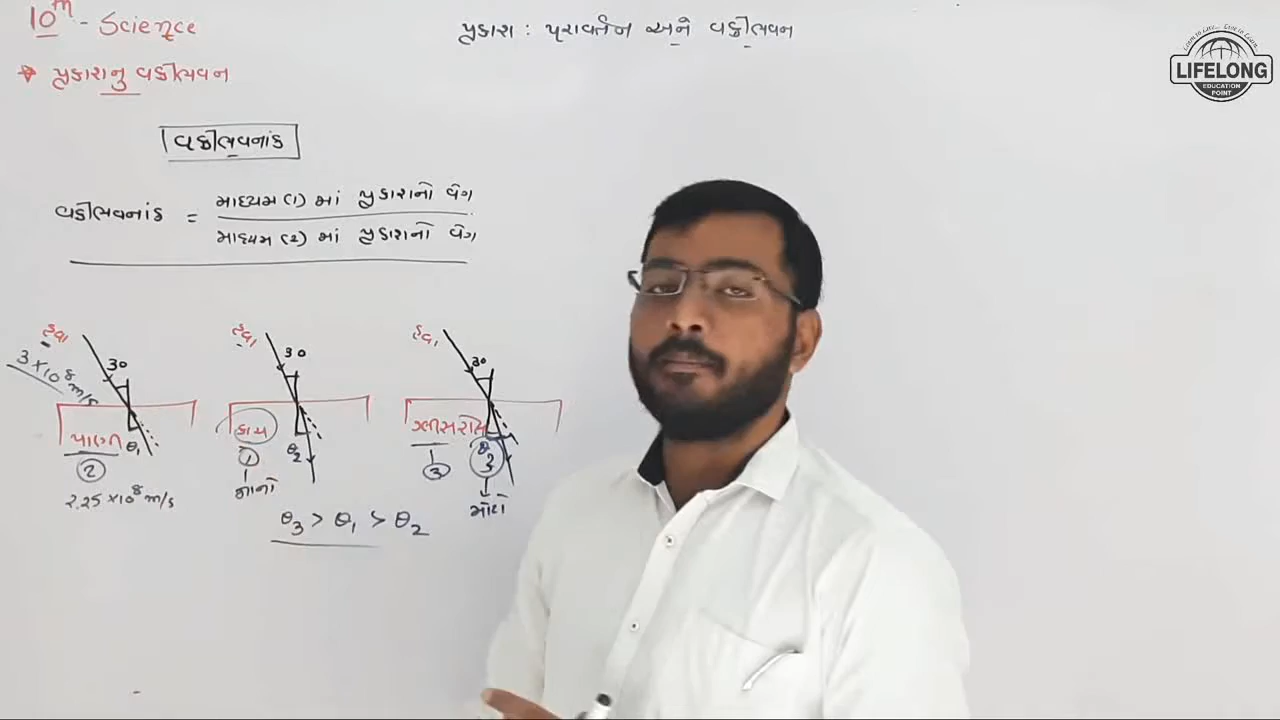 10th - Science
પ્રકાશ : પરાવર્તન અને વક્રીભવન
LIFELONG
EDUCATION
POINT
પ્રકાશનુ વક્રીભવન
વક્રીભવનાંક
વક્રીભવનાંક = માધ્યમ (1) માં પ્રકાશનો વેગ
માધ્યમ (2) માં પ્રકાશનો વેગ
હવા 30
3 × 10⁸ m/s
પાણી θ₁
2
2.25 × 10⁸ m/s
હવા 30
કાચ θ₂
1
નાનો
હવા 30
ગ્લીસરોલ θ₃
3
મોટો
θ₃ > θ₁ > θ₂